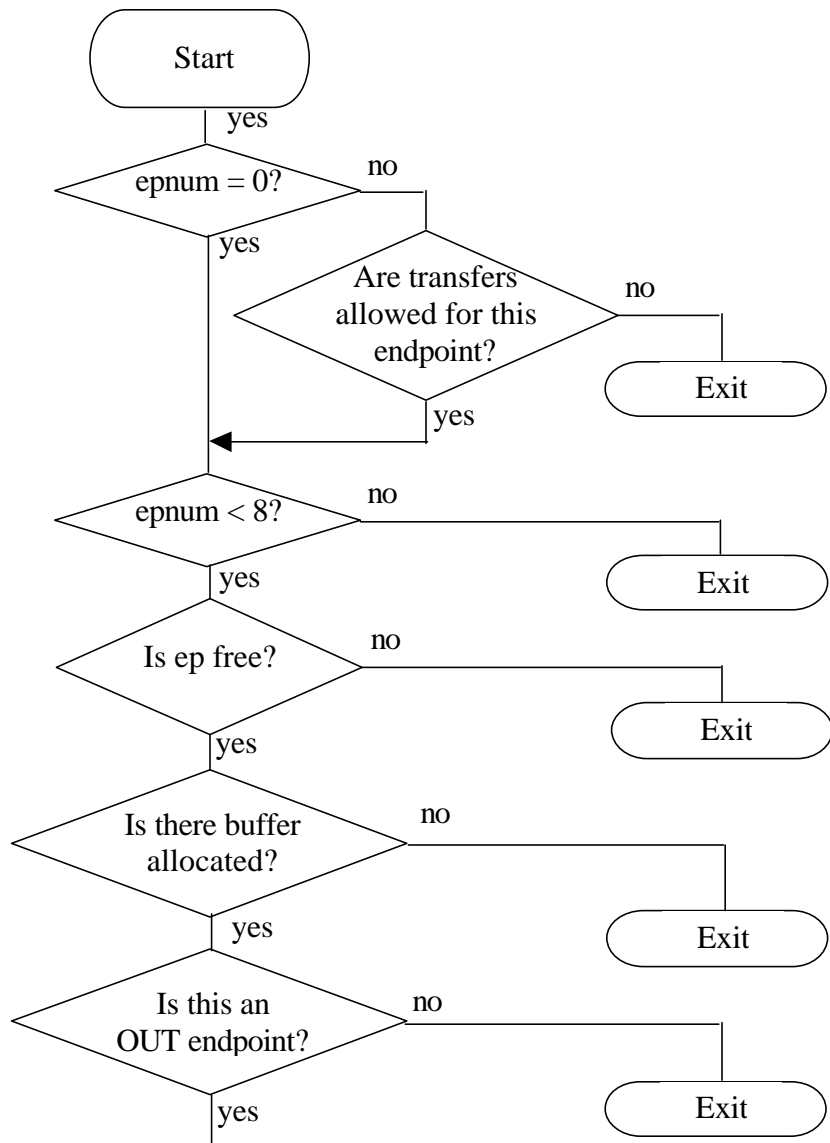 Start
yes
epnum = 0?
no
yes
Are transfers
allowed for this
endpoint?
no
Exit
yes
epnum < 8?
no
Exit
yes
Is ep free?
no
Exit
yes
Is there buffer
allocated?
no
Exit
yes
Is this an
OUT endpoint?
no
Exit
yes